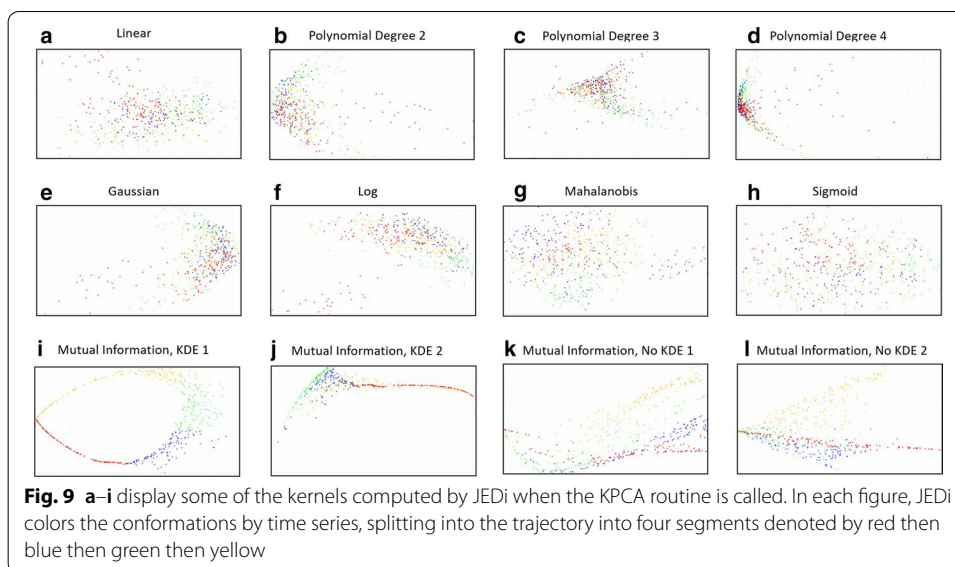 a Linear
b Polynomial Degree 2
c Polynomial Degree 3
d Polynomial Degree 4
e Gaussian
f Log
g Mahalanobis
h Sigmoid
i Mutual Information, KDE 1
j Mutual Information, KDE 2
k Mutual Information, No KDE 1
l Mutual Information, No KDE 2
Fig. 9 a–i display some of the kernels computed by JEDi when the KPCA routine is called. In each figure, JEDi
colors the conformations by time series, splitting into the trajectory into four segments denoted by red then
blue then green then yellow